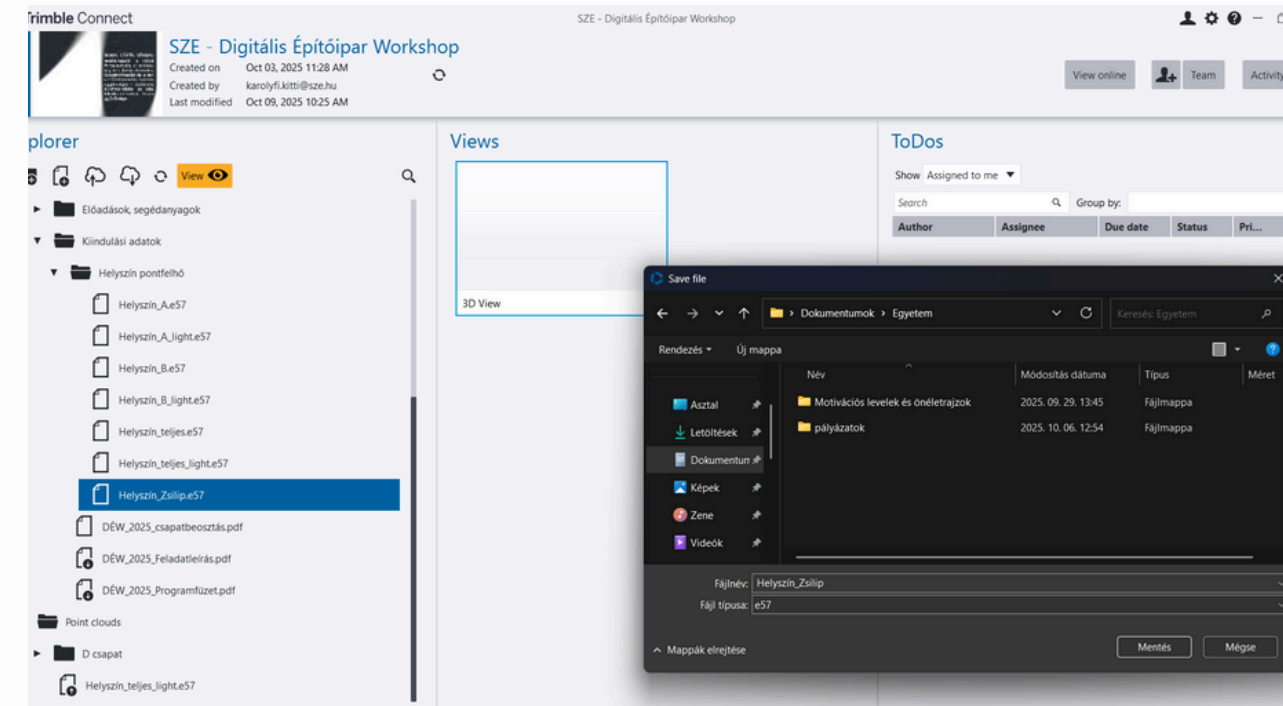 Trimble Connect
SZE - Digitális Építőipar Workshop
SZE - Digitális Építőipar Workshop
Created on Oct 03, 2025 11:28 AM
Created by karolyfi.kitti@sze.hu
Last modified Oct 09, 2025 10:25 AM
View online
Team
Activity
plorer
View
Előadások, segédanyagok
Kiindulási adatok
Helyszín pontfelhő
Helyszín_A.e57
Helyszín_A_light.e57
Helyszín_B.e57
Helyszín_B_light.e57
Helyszín_teljes.e57
Helyszín_teljes_light.e57
Helyszín_Zsilip.e57
DÉW_2025_csapatbeosztás.pdf
DÉW_2025_Feladatleírás.pdf
DÉW_2025_Programfüzet.pdf
Point clouds
D csapat
Helyszín_teljes_light.e57
Views
3D View
ToDos
Show Assigned to me
Search
Group by:
Author Assignee Due date Status Pri...
Save file
Dokumentumok > Egyetem
Keresés: Egyetem
Rendezés Új mappa
Név Módosítás dátuma Típus Méret
Asztal
Letöltések
Dokumentum
Képek
Zene
Videók
Motivációs levelek és önéletrajzok 2025. 09. 29. 13:45 Fájlmappa
pályázatok 2025. 10. 06. 12:54 Fájlmappa
Fájlnév: Helyszín_Zsilip
Fájl típusa: e57
Mappák elrejtése
Mentés
Mégse